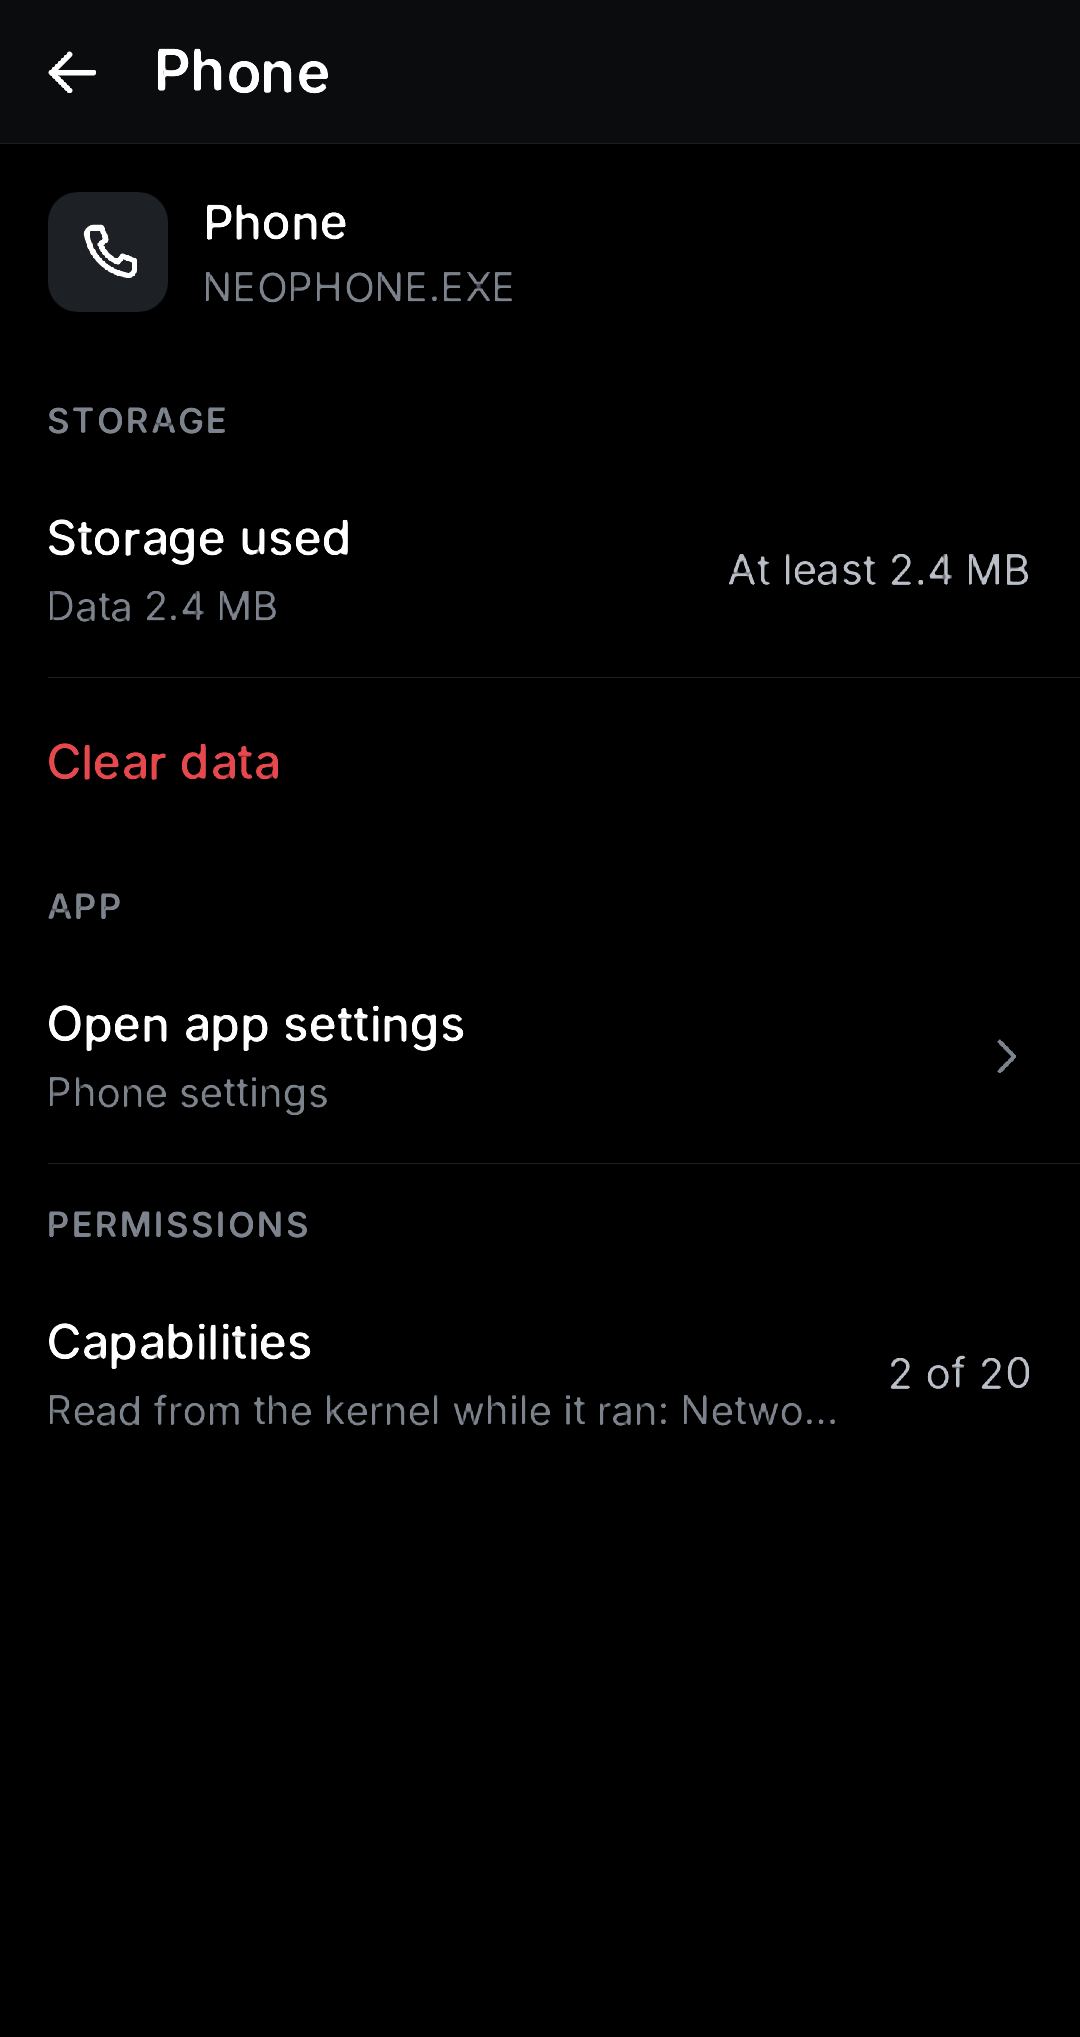 Phone
Phone
NEOPHONE.EXE
STORAGE
Storage used
At least 2.4 MB
Data 2.4 MB
Clear data
APP
Open app settings
Phone settings
PERMISSIONS
Capabilities
2 of 20
Read from the kernel while it ran: Netwo...